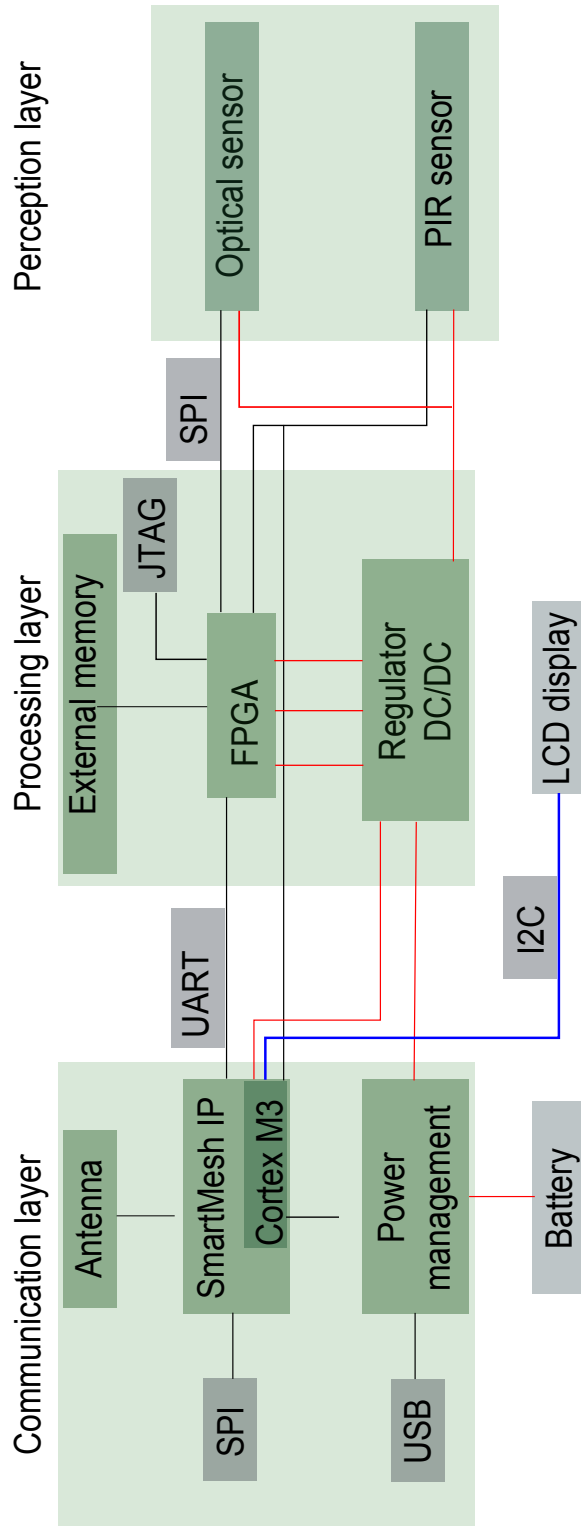 Communication layer
Processing layer
Perception layer
Antenna
SmartMesh IP
Cortex M3
SPI
Power
management
USB
Battery
UART
I2C
LCD display
External memory
JTAG
FPGA
Regulator
DC/DC
SPI
Optical sensor
PIR sensor